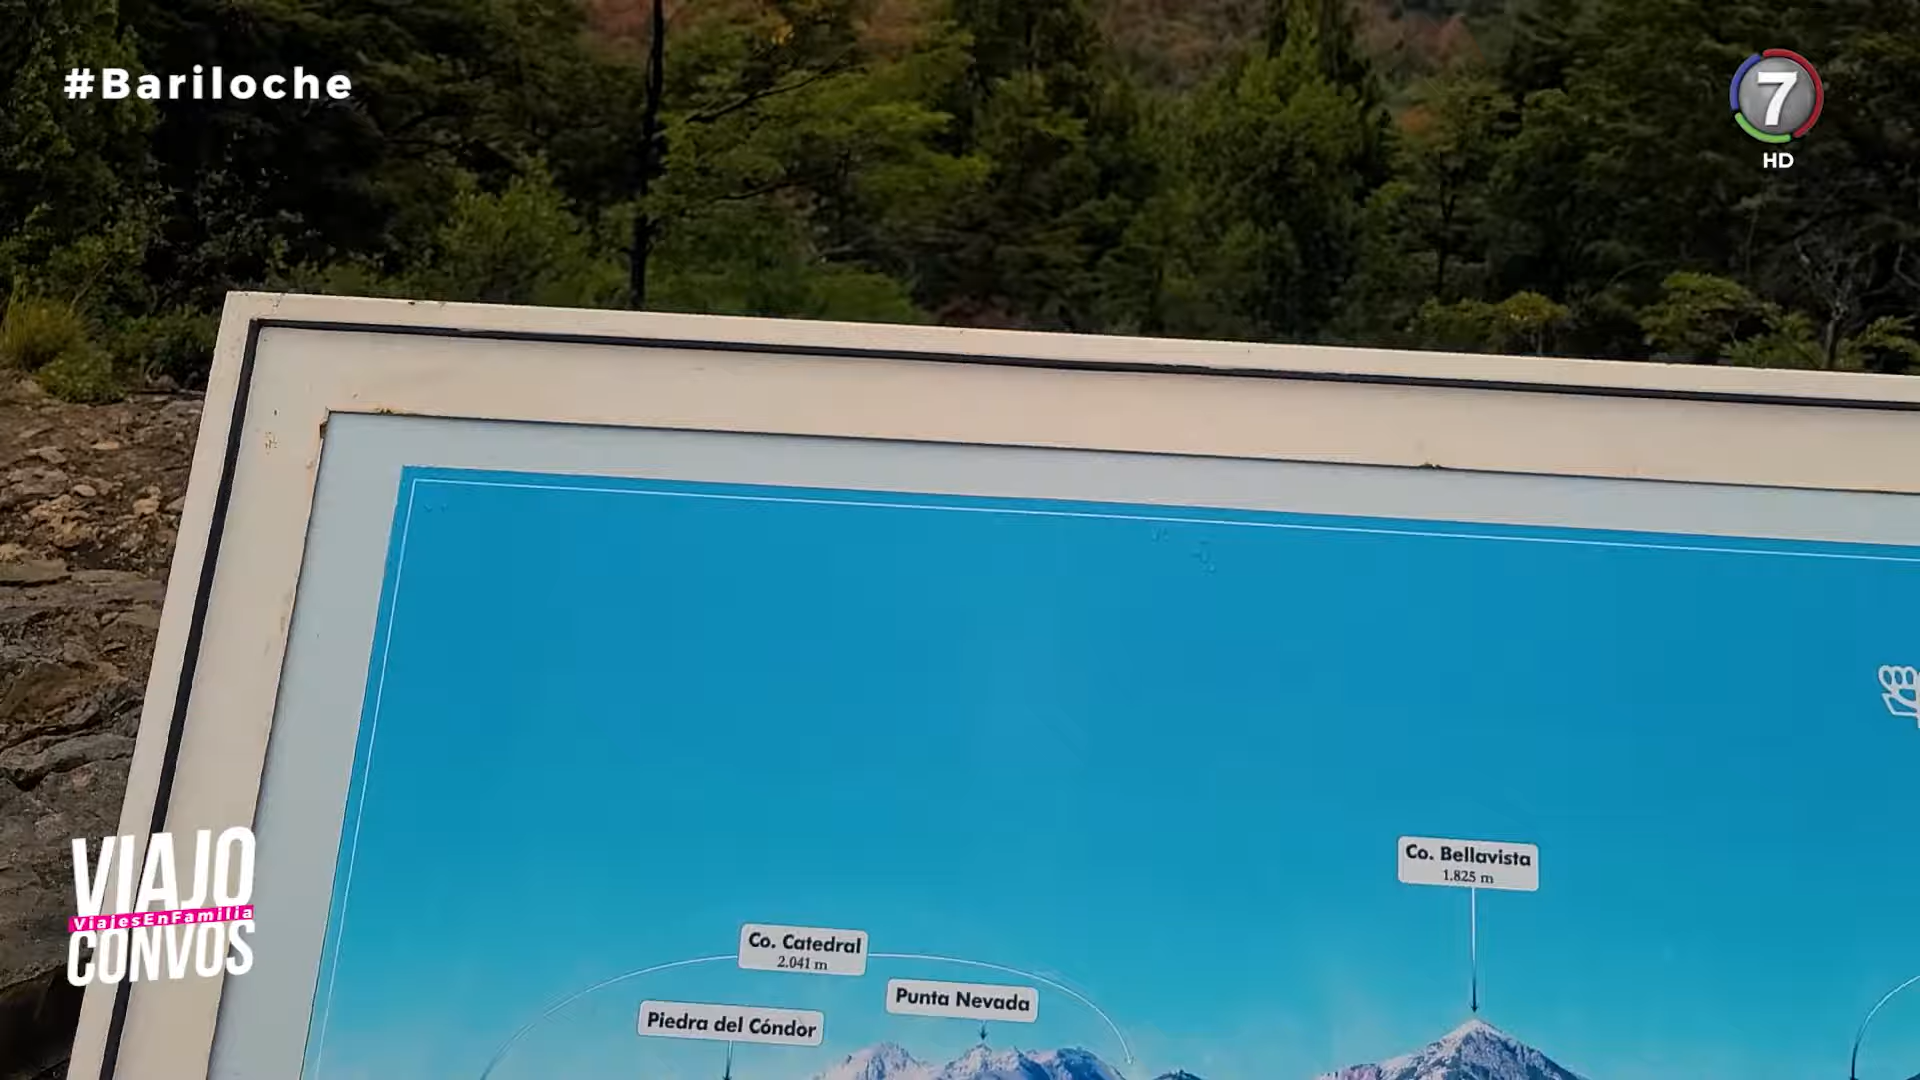 #Bariloche
7
HD
Co. Bellavista
1.825 m
Co. Catedral
2.041 m
Punta Nevada
Piedra del Cóndor
VIAJO
ViajesEnFamilia
CONVOS